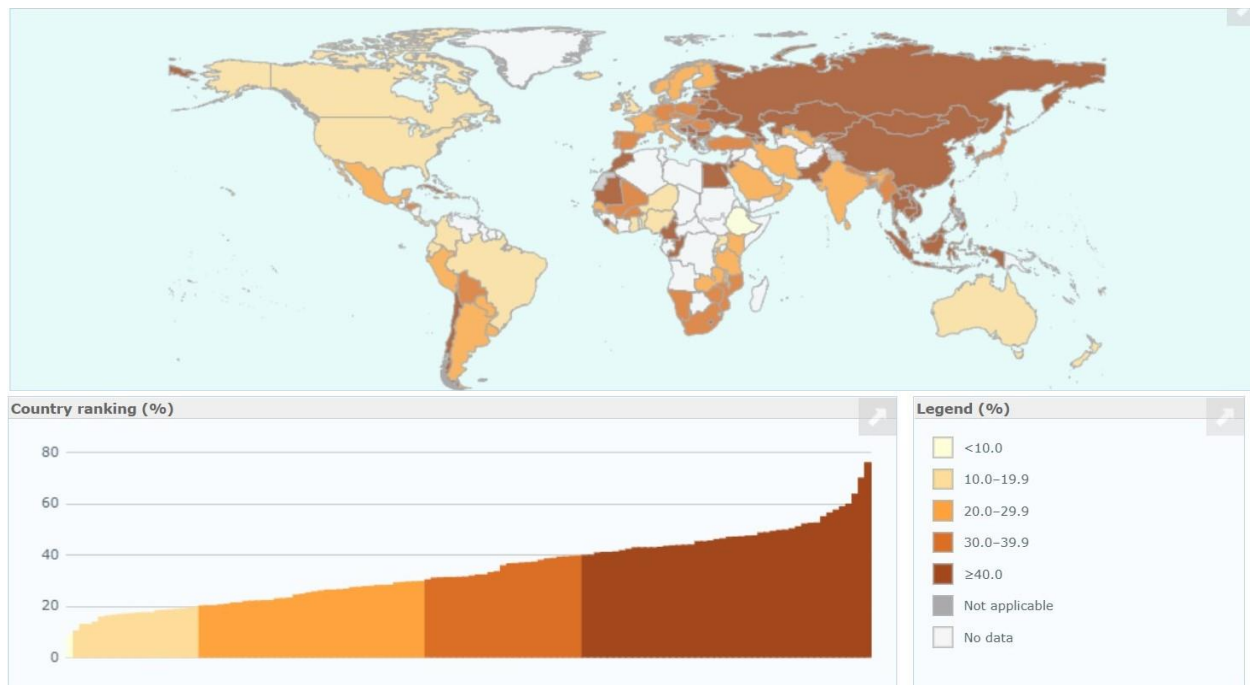 Country ranking (%)
80
60
40
20
0
Legend (%)
<10.0
10.0–19.9
20.0–29.9
30.0–39.9
≥40.0
Not applicable
No data